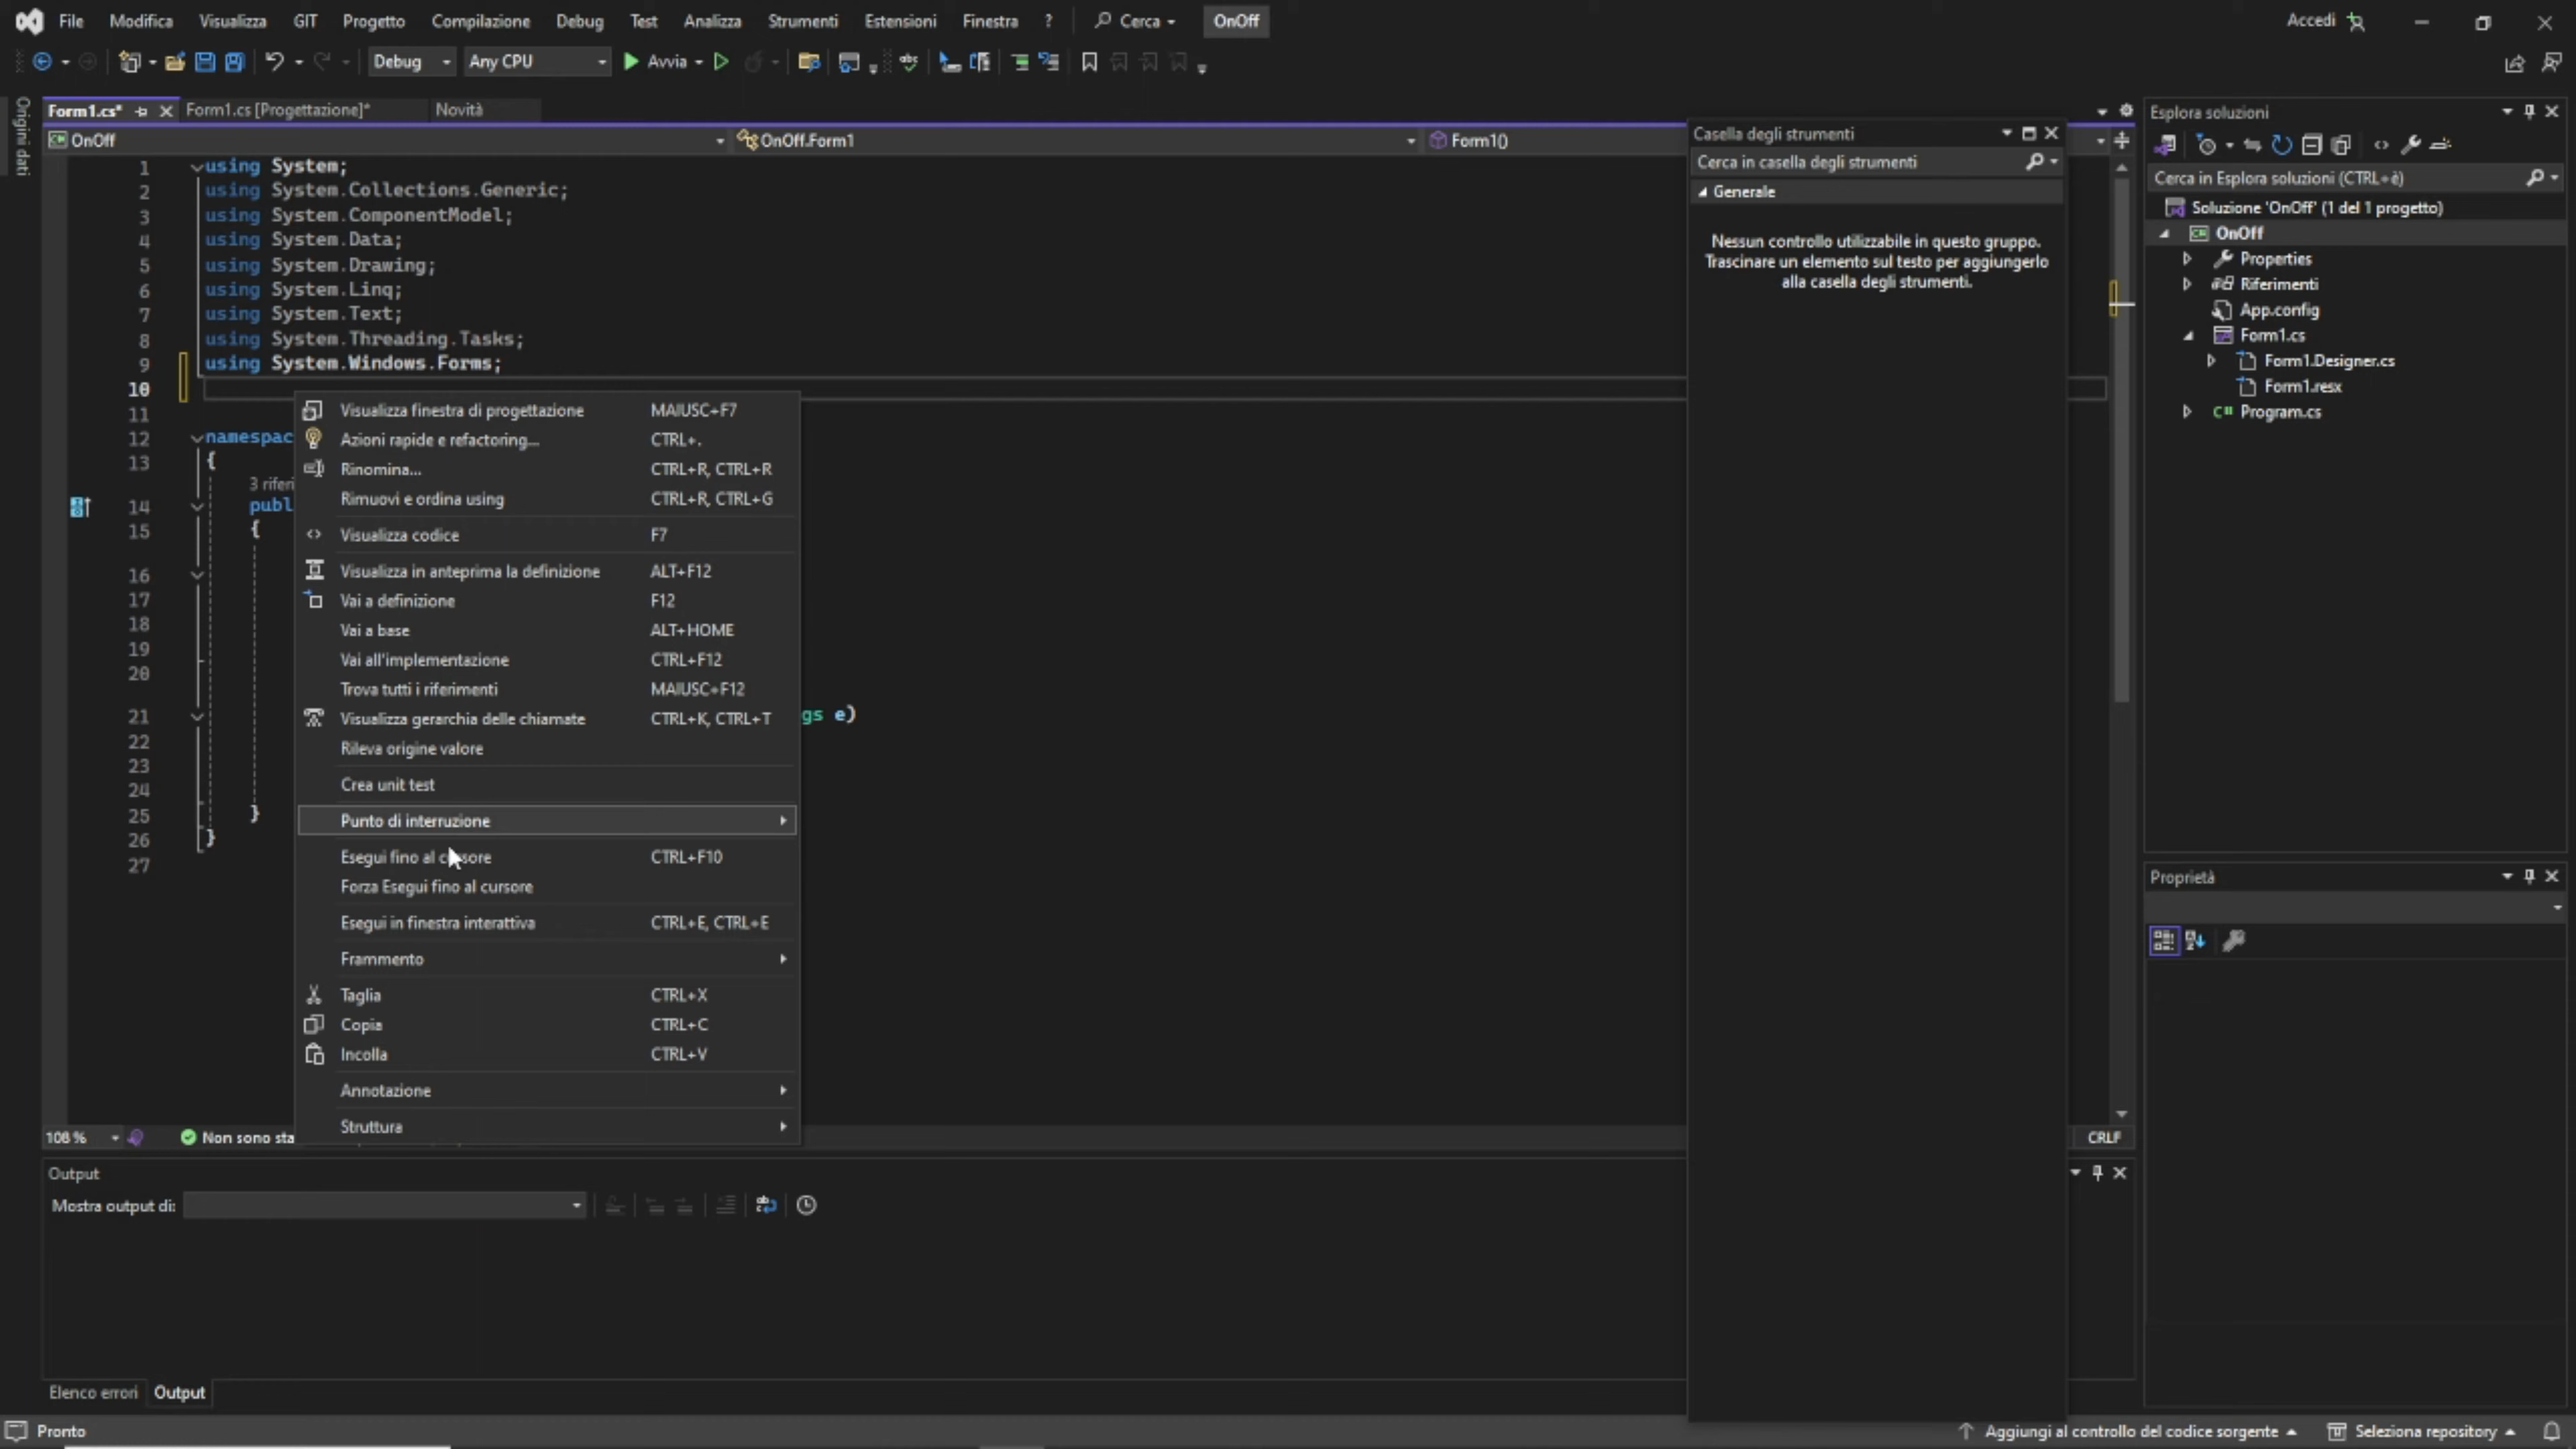 File Modifica Visualizza GIT Progetto Compilazione Debug Test Analizza Strumenti Estensioni Finestra ? Cerca OnOff Accedi
Debug Any CPU Avvia
Origini dati
Form1.cs* Form1.cs [Progettazione]* Novità
OnOff OnOff.Form1 Form1()
1 using System;
2 using System.Collections.Generic;
3 using System.ComponentModel;
4 using System.Data;
5 using System.Drawing;
6 using System.Linq;
7 using System.Text;
8 using System.Threading.Tasks;
9 using System.Windows.Forms;
10
11
12 namespac
13 {
3 riferi
14 publ
15 {
16
17
18
19
20
21 gs e)
22
23
24
25 }
26 }
27
Visualizza finestra di progettazione MAIUSC+F7
Azioni rapide e refactoring... CTRL+.
Rinomina... CTRL+R, CTRL+R
Rimuovi e ordina using CTRL+R, CTRL+G
Visualizza codice F7
Visualizza in anteprima la definizione ALT+F12
Vai a definizione F12
Vai a base ALT+HOME
Vai all'implementazione CTRL+F12
Trova tutti i riferimenti MAIUSC+F12
Visualizza gerarchia delle chiamate CTRL+K, CTRL+T
Rileva origine valore
Crea unit test
Punto di interruzione
Esegui fino al cursore CTRL+F10
Forza Esegui fino al cursore
Esegui in finestra interattiva CTRL+E, CTRL+E
Frammento
Taglia CTRL+X
Copia CTRL+C
Incolla CTRL+V
Annotazione
Struttura
108 % Non sono sta
CRLF
Casella degli strumenti
Cerca in casella degli strumenti
Generale
Nessun controllo utilizzabile in questo gruppo.
Trascinare un elemento sul testo per aggiungerlo
alla casella degli strumenti.
Esplora soluzioni
Cerca in Esplora soluzioni (CTRL+è)
Soluzione 'OnOff' (1 del 1 progetto)
OnOff
Properties
Riferimenti
App.config
Form1.cs
Form1.Designer.cs
Form1.resx
C# Program.cs
Proprietà
Output
Mostra output di:
Elenco errori Output
Pronto
Aggiungi al controllo del codice sorgente Seleziona repository